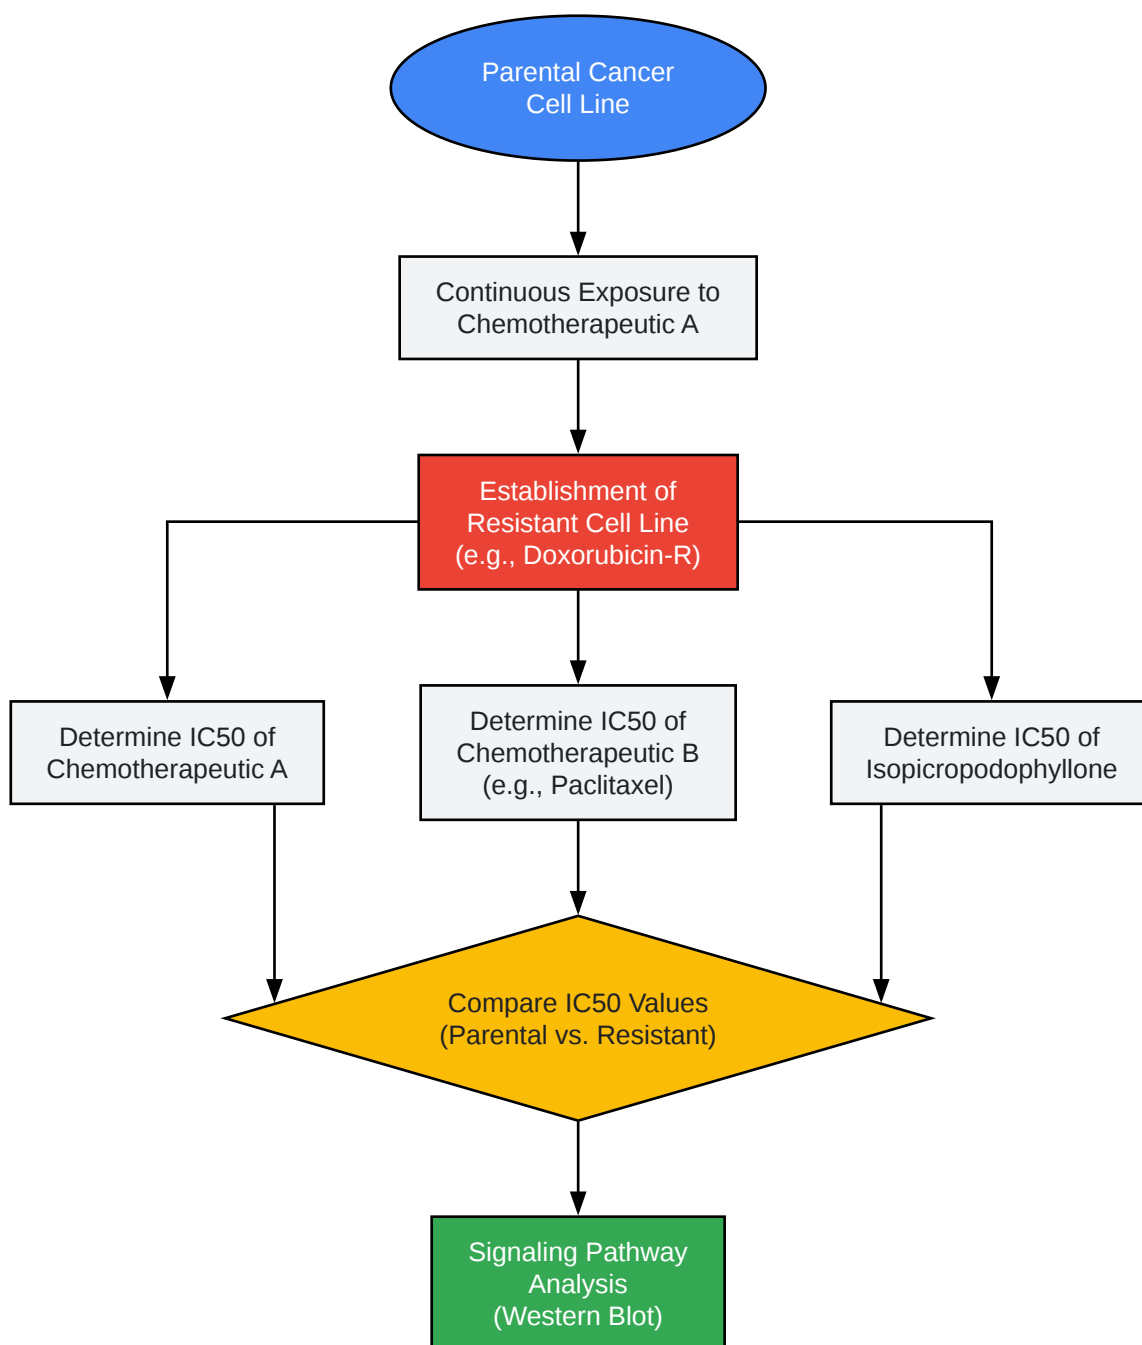 Parental Cancer
Cell Line
Continuous Exposure to
Chemotherapeutic A
Establishment of
Resistant Cell Line
(e.g., Doxorubicin-R)
Determine IC50 of
Chemotherapeutic A
Determine IC50 of
Chemotherapeutic B
(e.g., Paclitaxel)
Determine IC50 of
Isopicropodophyllone
Compare IC50 Values
(Parental vs. Resistant)
Signaling Pathway
Analysis
(Western Blot)